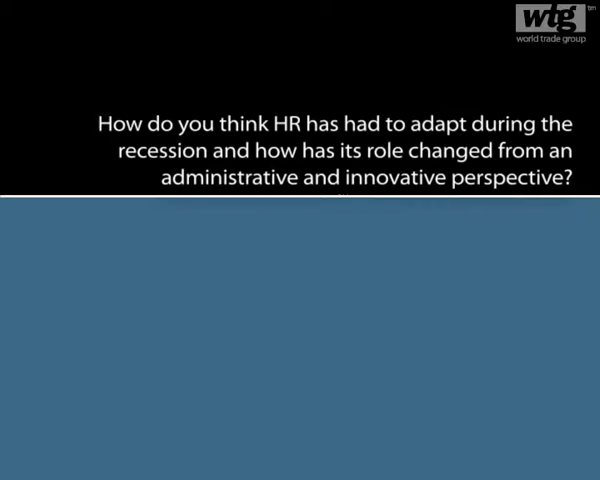 wtg™
world trade group
How do you think HR has had to adapt during the
recession and how has its role changed from an
administrative and innovative perspective?